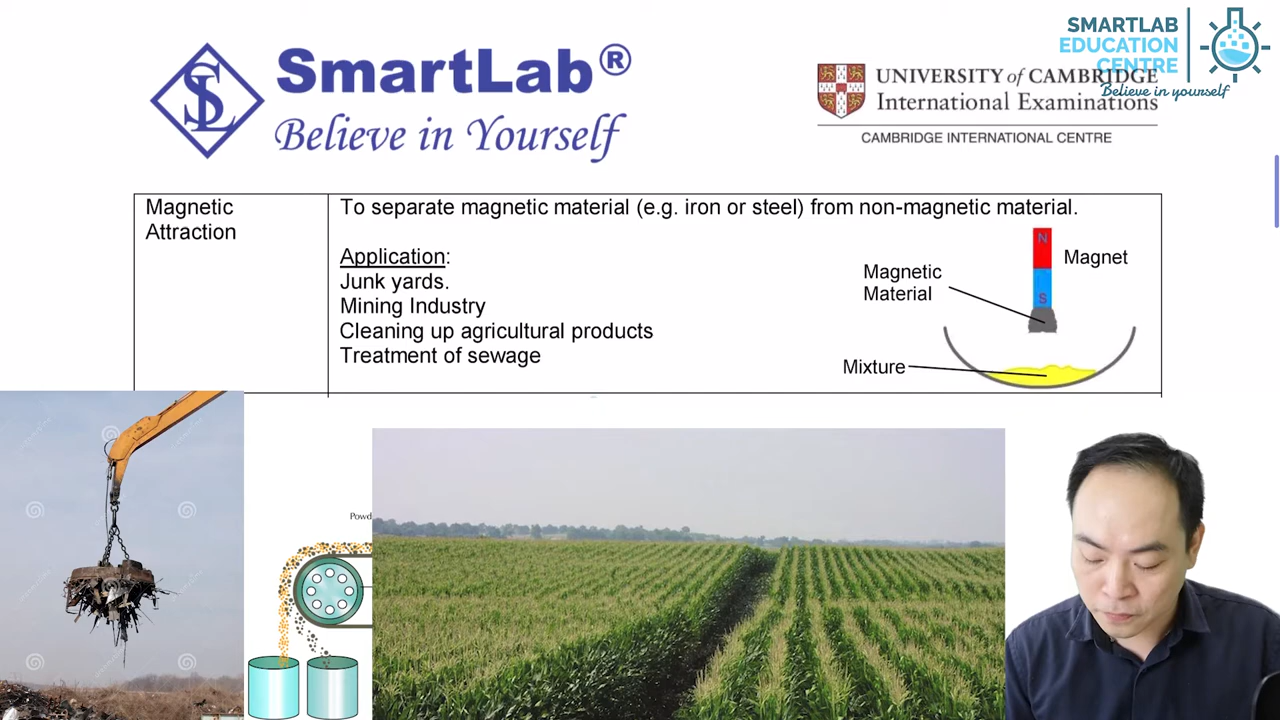 SmartLab®
Believe in Yourself
UNIVERSITY of CAMBRIDGE
International Examinations
CAMBRIDGE INTERNATIONAL CENTRE
SMARTLAB
EDUCATION
CENTRE
Believe in yourself
Magnetic
Attraction
To separate magnetic material (e.g. iron or steel) from non-magnetic material.
Application:
Junk yards.
Mining Industry
Cleaning up agricultural products
Treatment of sewage
N
Magnet
Magnetic
Material
S
Mixture